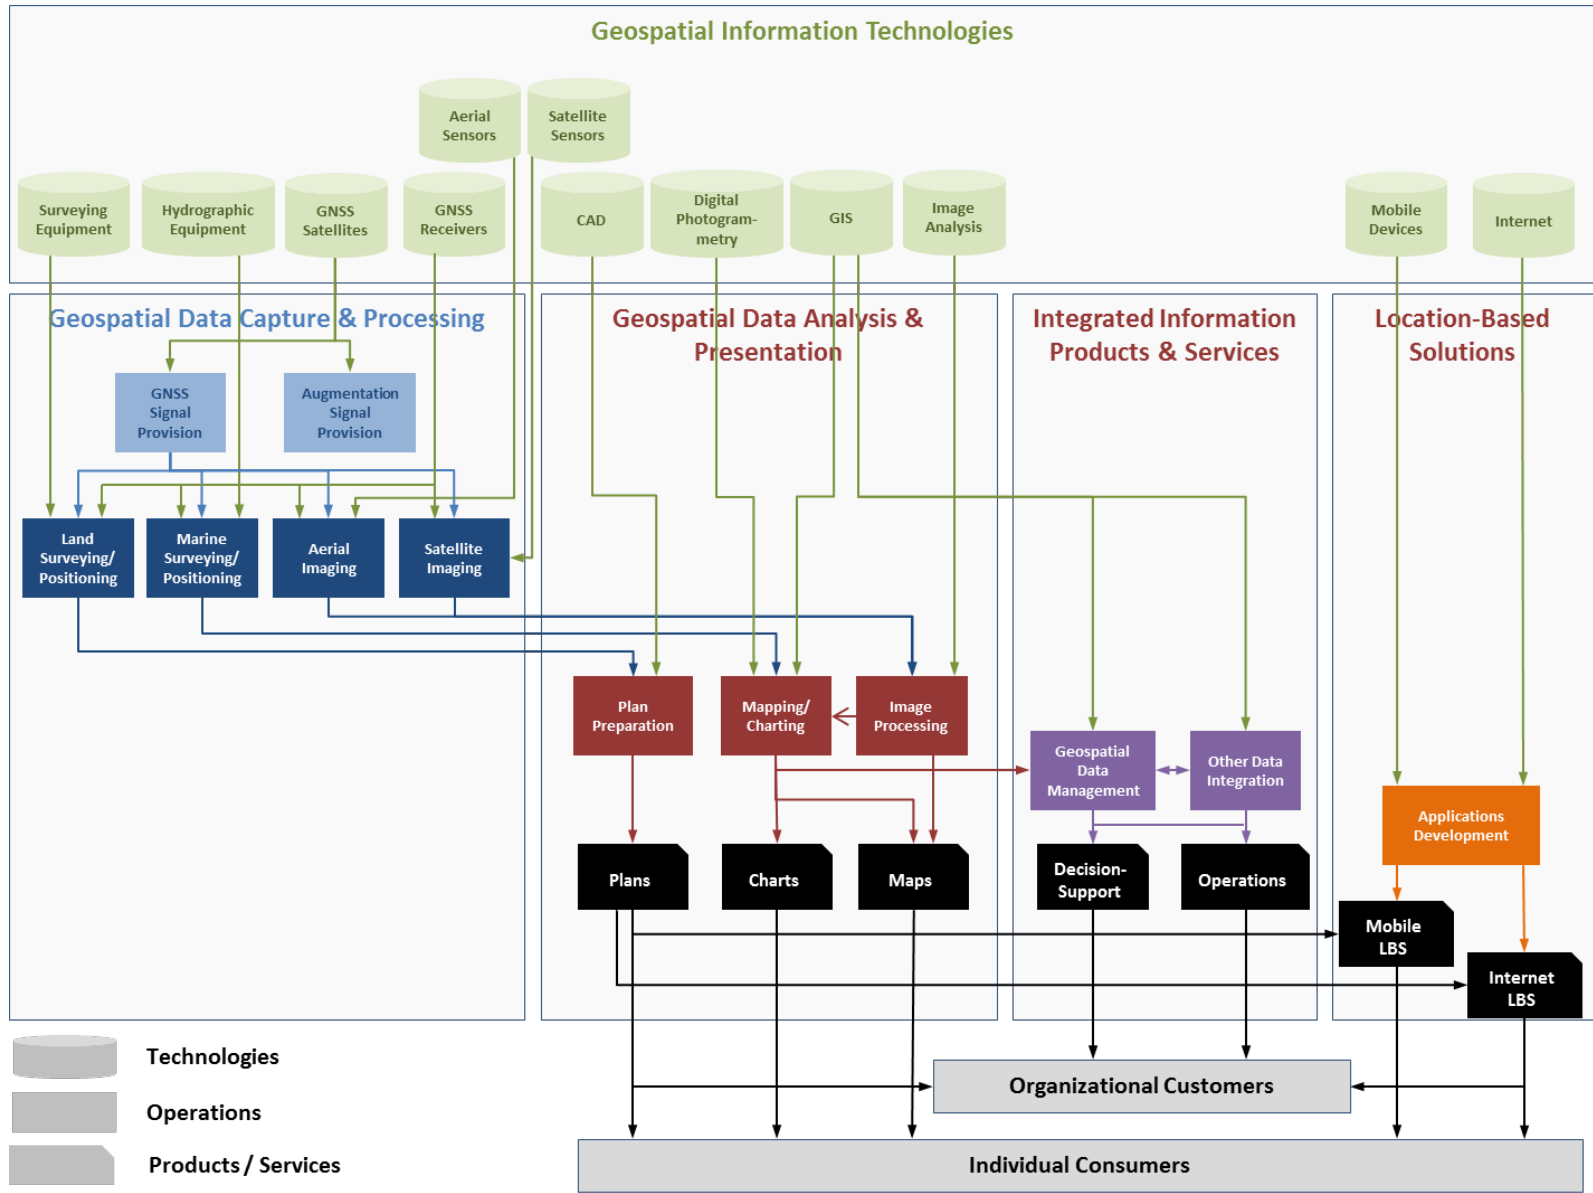 Geospatial Information Technologies
Aerial
Sensors
Satellite
Sensors
Surveying
Equipment
Hydrographic
Equipment
GNSS
Satellites
GNSS
Receivers
CAD
Digital
Photogram-
metry
GIS
Image
Analysis
Mobile
Devices
Internet
Geospatial Data Capture & Processing
Geospatial Data Analysis &
Presentation
Integrated Information
Products & Services
Location-Based
Solutions
GNSS
Signal
Provision
Augmentation
Signal
Provision
Land
Surveying/
Positioning
Marine
Surveying/
Positioning
Aerial
Imaging
Satellite
Imaging
Plan
Preparation
Mapping/
Charting
Image
Processing
Geospatial
Data
Management
Other Data
Integration
Applications
Development
Plans
Charts
Maps
Decision-
Support
Operations
Mobile
LBS
Internet
LBS
Technologies
Operations
Products / Services
Organizational Customers
Individual Consumers